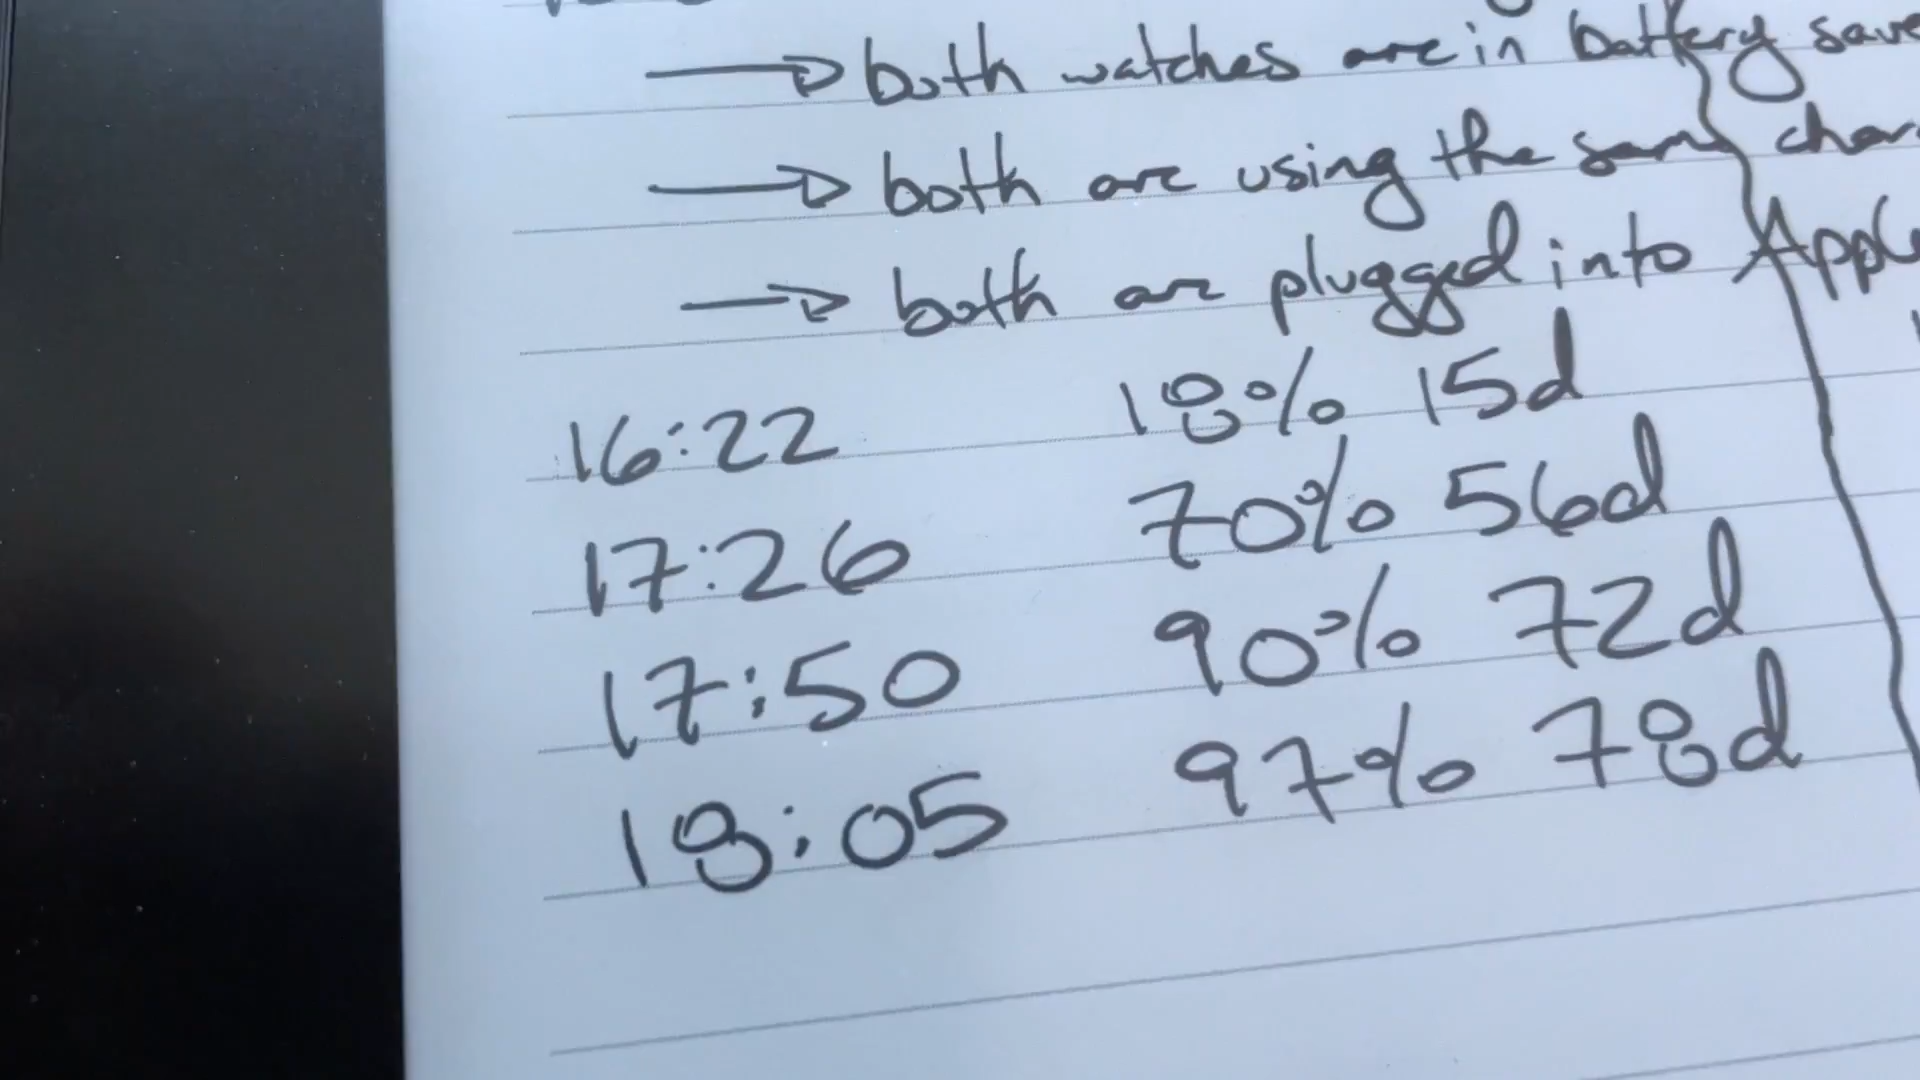 → both watches are in battery save
→ both are using the same char
→ both are plugged into Apple
16:22 18% 15d
17:26 70% 56d
17:50 90% 72d
18:05 97% 78d